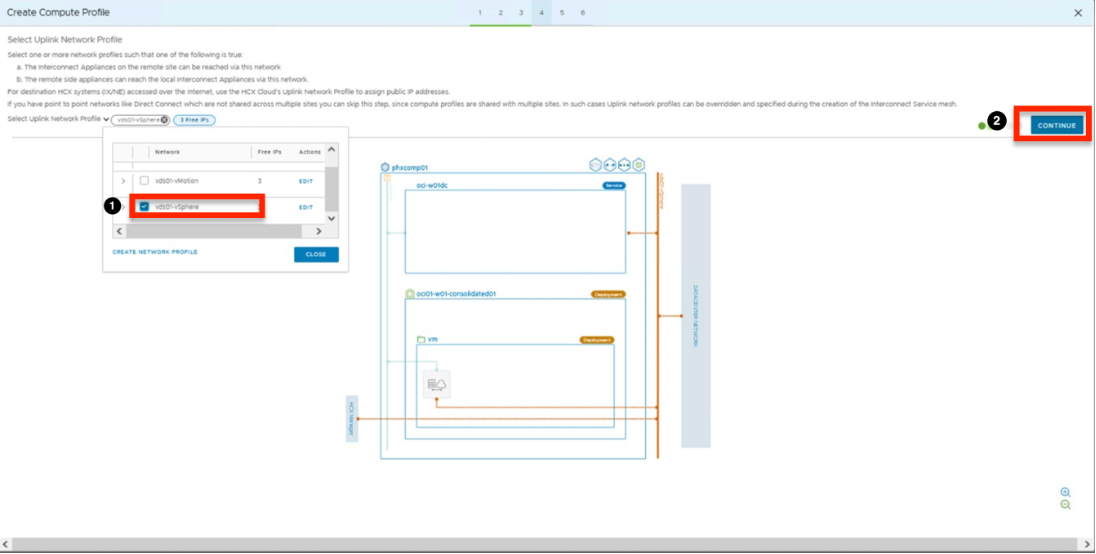 Create Compute Profile
1 2 3 4 5 6
Select Uplink Network Profile
Select one or more network profiles such that one of the following is true:
a. The Interconnect Appliances on the remote site can be reached via this network
b. The remote side appliances can reach the local Interconnect Appliances via this network.
For destination HCX systems (IX/NE) accessed over the Internet, use the HCX Cloud's Uplink Network Profile to assign public IP addresses.
If you have point to point networks like Direct Connect which are not shared across multiple sites you can skip this step, since compute profiles are shared with multiple sites. In such cases Uplink network profiles can be overridden and specified during the creation of the Interconnect Service mesh.
Select Uplink Network Profile vds01-vSphere 3 Free IPs
2 CONTINUE
Network Free IPs Actions
vds01-vMotion 3 EDIT
1 vds01-vSphere EDIT
CREATE NETWORK PROFILE CLOSE
phxcomp01
oci-w01dc Service
vds01-vSphere
oci01-w01-consolidated01 Deployment
vm Deployment
DATACENTER NETWORK
HCX Manager